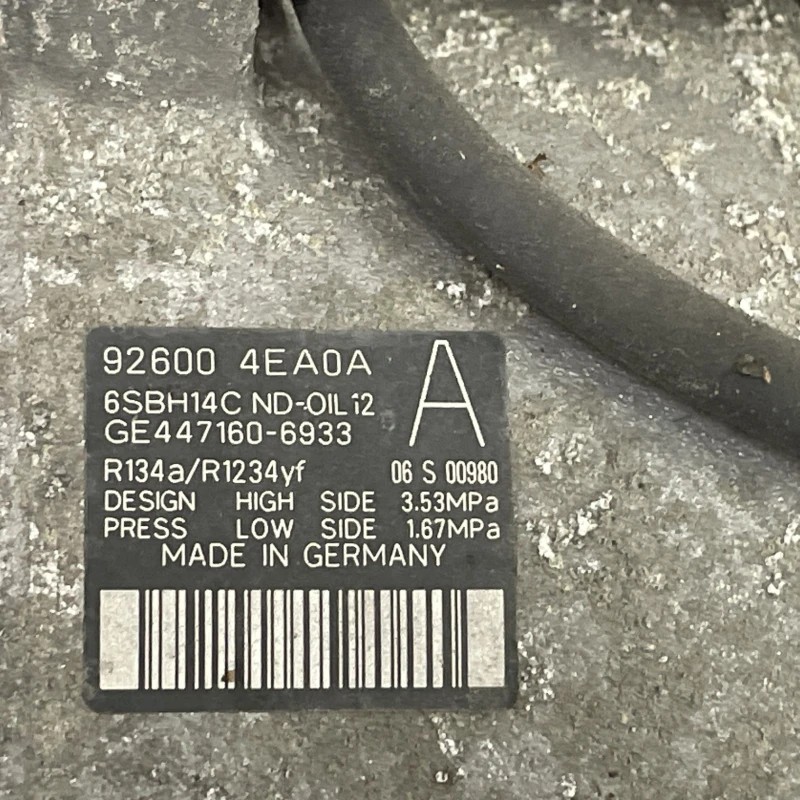 92600 4EA0A A
6SBH14C ND-OIL12
GE447160-6933
R134a/R1234yf 06 S 00980
DESIGN HIGH SIDE 3.53MPa
PRESS LOW SIDE 1.67MPa
MADE IN GERMANY